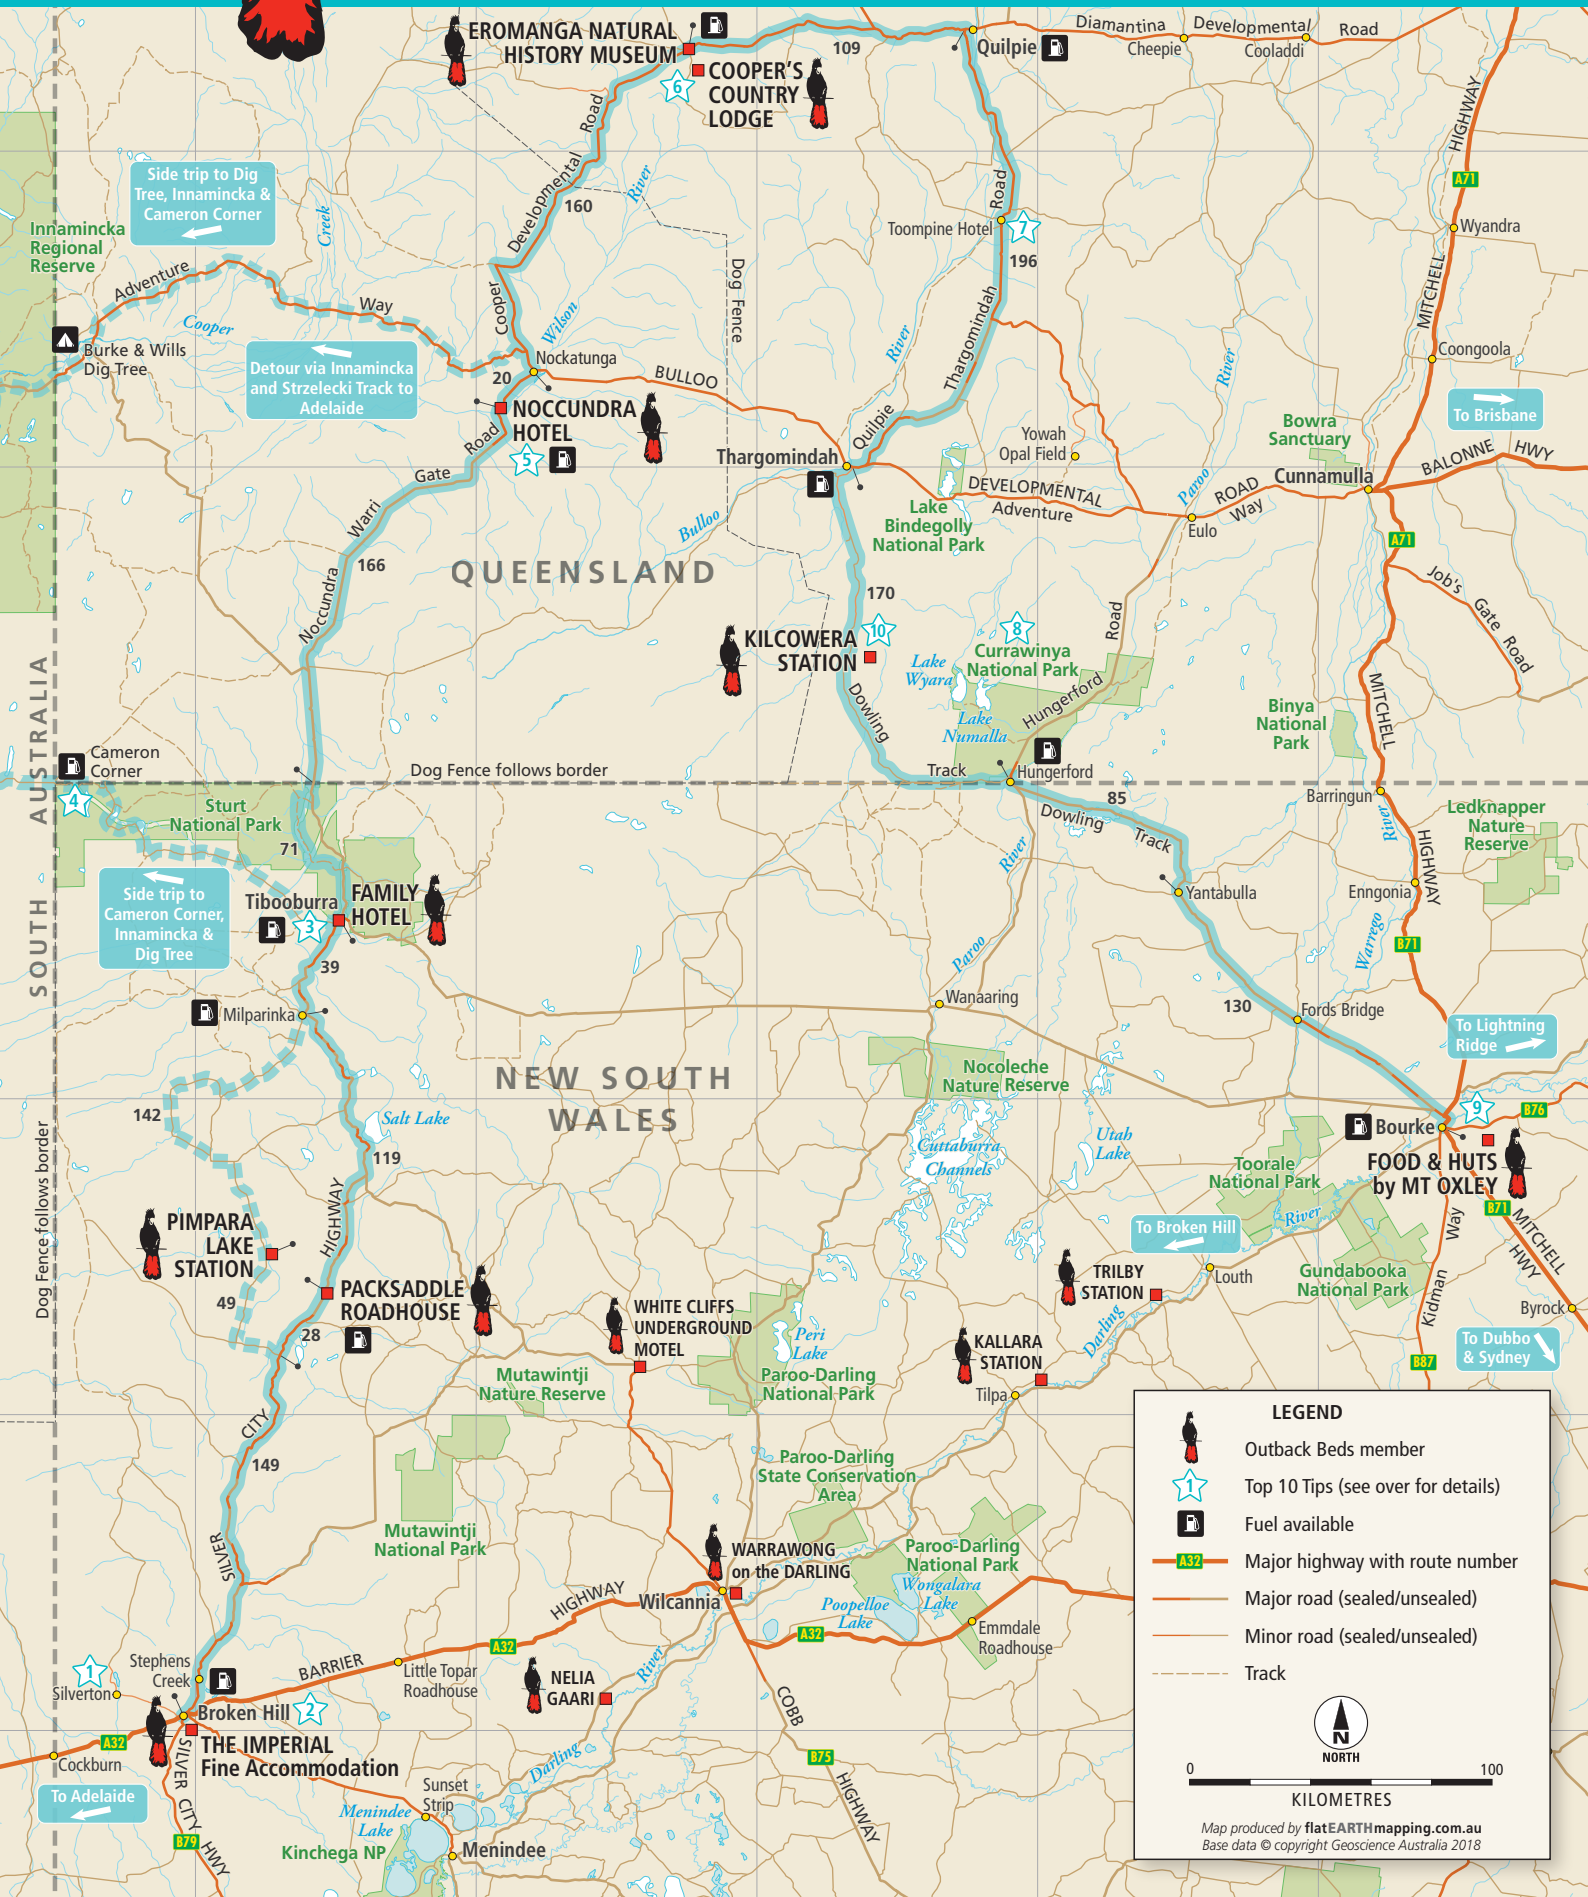 EROMANGA NATURAL
HISTORY MUSEUM
109
Quilpie
Diamantina Developmental Road
Cheepie
Cooladdi
HIGHWAY
6
COOPER'S
COUNTRY
LODGE
Side trip to Dig
Tree, Innamincka &
Cameron Corner
Innamincka
Regional
Reserve
Creek
Cooper Developmental Road
160
River
A71
Toompine Hotel
7
Road
196
Wyandra
Adventure Way
Cooper
Dog Fence
Wilson
River
Thargomindah
MITCHELL
Burke & Wills
Dig Tree
Detour via Innamincka
and Strzelecki Track to
Adelaide
Nockatunga
20
BULLOO
River
Coongoola
To Brisbane
NOCCUNDRA
HOTEL
5
Road
Gate
Warri
Noccundra
166
Quilpie
Thargomindah
Yowah
Opal Field
Bowra
Sanctuary
Cunnamulla
BALONNE HWY
DEVELOPMENTAL ROAD
Adventure Way
Paroo
Eulo
Lake
Bindegolly
National Park
Bulloo
A71
QUEENSLAND
170
Job's Gate Road
KILCOWERA
STATION
10
8
Currawinya
National Park
Road
Hungerford
Lake
Wyara
Lake
Numalla
Dowling
Track
Binya
National
Park
MITCHELL
SOUTH AUSTRALIA
Cameron
Corner
4
Dog Fence follows border
Hungerford
85
Dowling Track
Barringun
River
HIGHWAY
Ledknapper
Nature
Reserve
Sturt
National Park
71
Side trip to
Cameron Corner,
Innamincka &
Dig Tree
Tibooburra
3
FAMILY
HOTEL
39
River
Paroo
Yantabulla
Enngonia
Warrego
B71
Milparinka
Wanaaring
130
Fords Bridge
To Lightning
Ridge
NEW SOUTH
WALES
Nocoleche
Nature Reserve
142
Salt Lake
119
Cuttaburra
Channels
Utah
Lake
Bourke
9
B76
FOOD & HUTS
by MT OXLEY
Toorale
National Park
B71
MITCHELL
HWY
Dog Fence follows border
HIGHWAY
PIMPARA
LAKE
STATION
49
PACKSADDLE
ROADHOUSE
28
To Broken Hill
River
Way
Kidman
TRILBY
STATION
Louth
Gundabooka
National Park
Byrock
WHITE CLIFFS
UNDERGROUND
MOTEL
Peri
Lake
KALLARA
STATION
Darling
To Dubbo
& Sydney
B87
Mutawintji
Nature Reserve
Paroo-Darling
National Park
Tilpa
CITY
149
Paroo-Darling
State Conservation
Area
SILVER
Mutawintji
National Park
WARRAWONG
on the DARLING
Wilcannia
Paroo-Darling
National Park
Wongalara
Lake
Poopelloe
Lake
Emmdale
Roadhouse
A32
HIGHWAY
A32
BARRIER
Stephens
Creek
1
Silverton
Little Topar
Roadhouse
NELIA
GAARI
River
Broken Hill
2
A32
THE IMPERIAL
Fine Accommodation
Cockburn
COBB
B75
HIGHWAY
Darling
To Adelaide
SILVER CITY HWY
B79
Sunset
Strip
Menindee
Lake
Kinchega NP
Menindee
LEGEND
Outback Beds member
1
Top 10 Tips (see over for details)
Fuel available
A32
Major highway with route number
Major road (sealed/unsealed)
Minor road (sealed/unsealed)
Track
N
NORTH
0 100
KILOMETRES
Map produced by flatEARTHmapping.com.au
Base data © copyright Geoscience Australia 2018